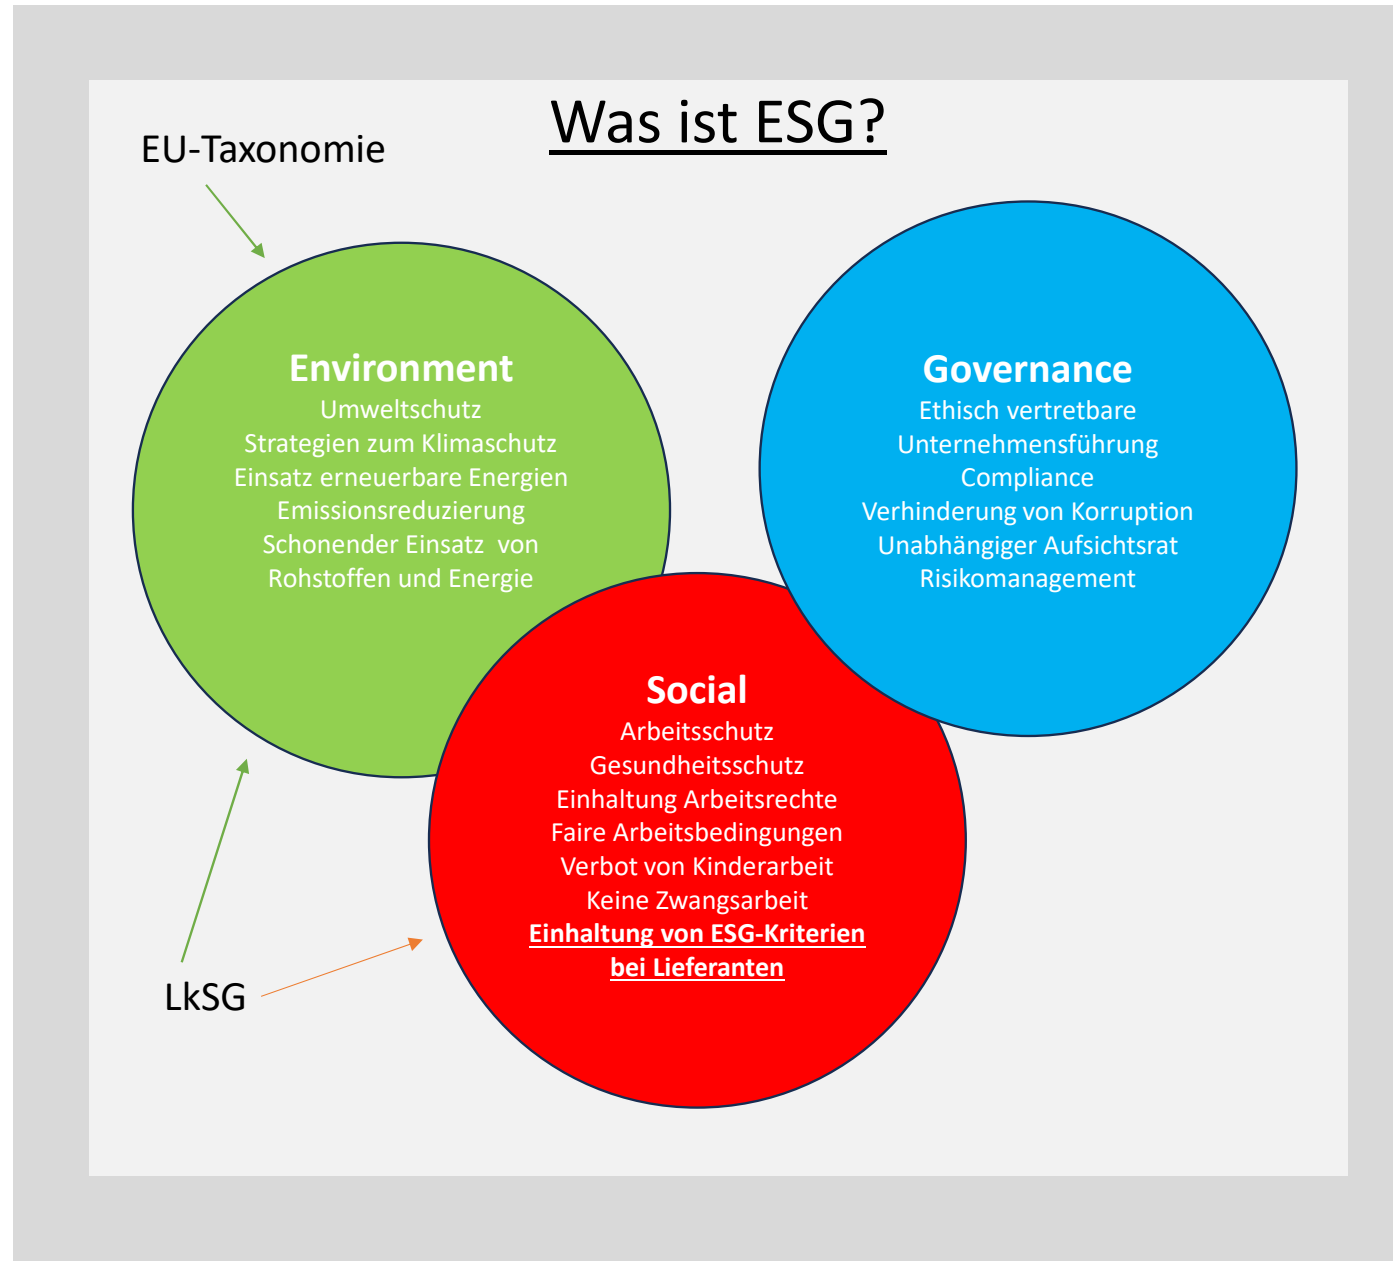 Was ist ESG?
EU-Taxonomie
Environment
Umweltschutz
Strategien zum Klimaschutz
Einsatz erneuerbare Energien
Emissionsreduzierung
Schonender Einsatz  von
Rohstoffen und Energie
Governance
Ethisch vertretbare
Unternehmensführung
Compliance
Verhinderung von Korruption
Unabhängiger Aufsichtsrat
Risikomanagement
Social
Arbeitsschutz
Gesundheitsschutz
Einhaltung Arbeitsrechte
Faire Arbeitsbedingungen
Verbot von Kinderarbeit
Keine Zwangsarbeit
Einhaltung von ESG-Kriterien
bei Lieferanten
LkSG